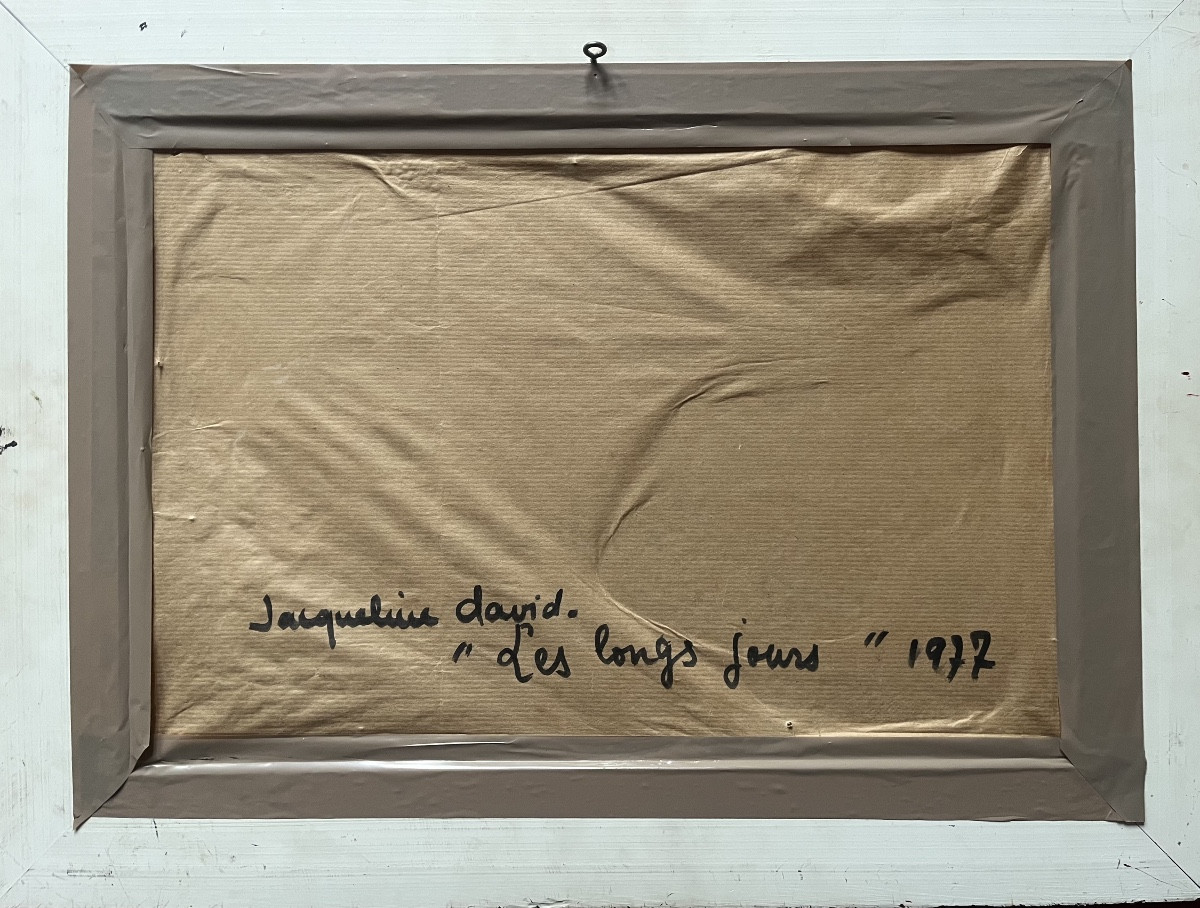 Jacqueline david.
" Les longs jours " 1977